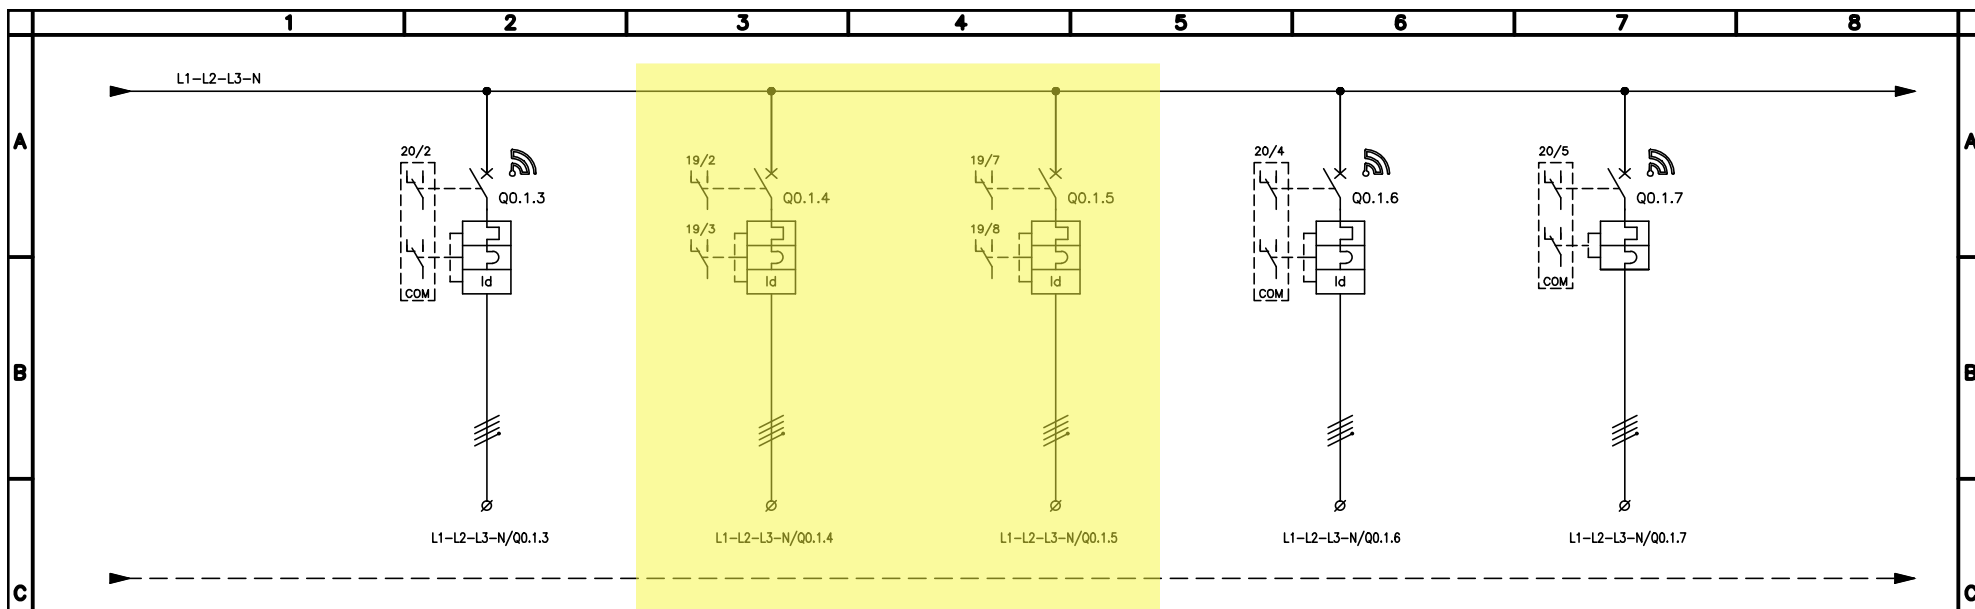 1 2 3 4 5 6 7 8
L1-L2-L3-N
A A
20/2 19/2 19/7 20/4 20/5
Q0.1.3 Q0.1.4 Q0.1.5 Q0.1.6 Q0.1.7
19/3 19/8
Id Id Id Id
COM COM COM
B B
L1-L2-L3-N/Q0.1.3 L1-L2-L3-N/Q0.1.4 L1-L2-L3-N/Q0.1.5 L1-L2-L3-N/Q0.1.6 L1-L2-L3-N/Q0.1.7
C C